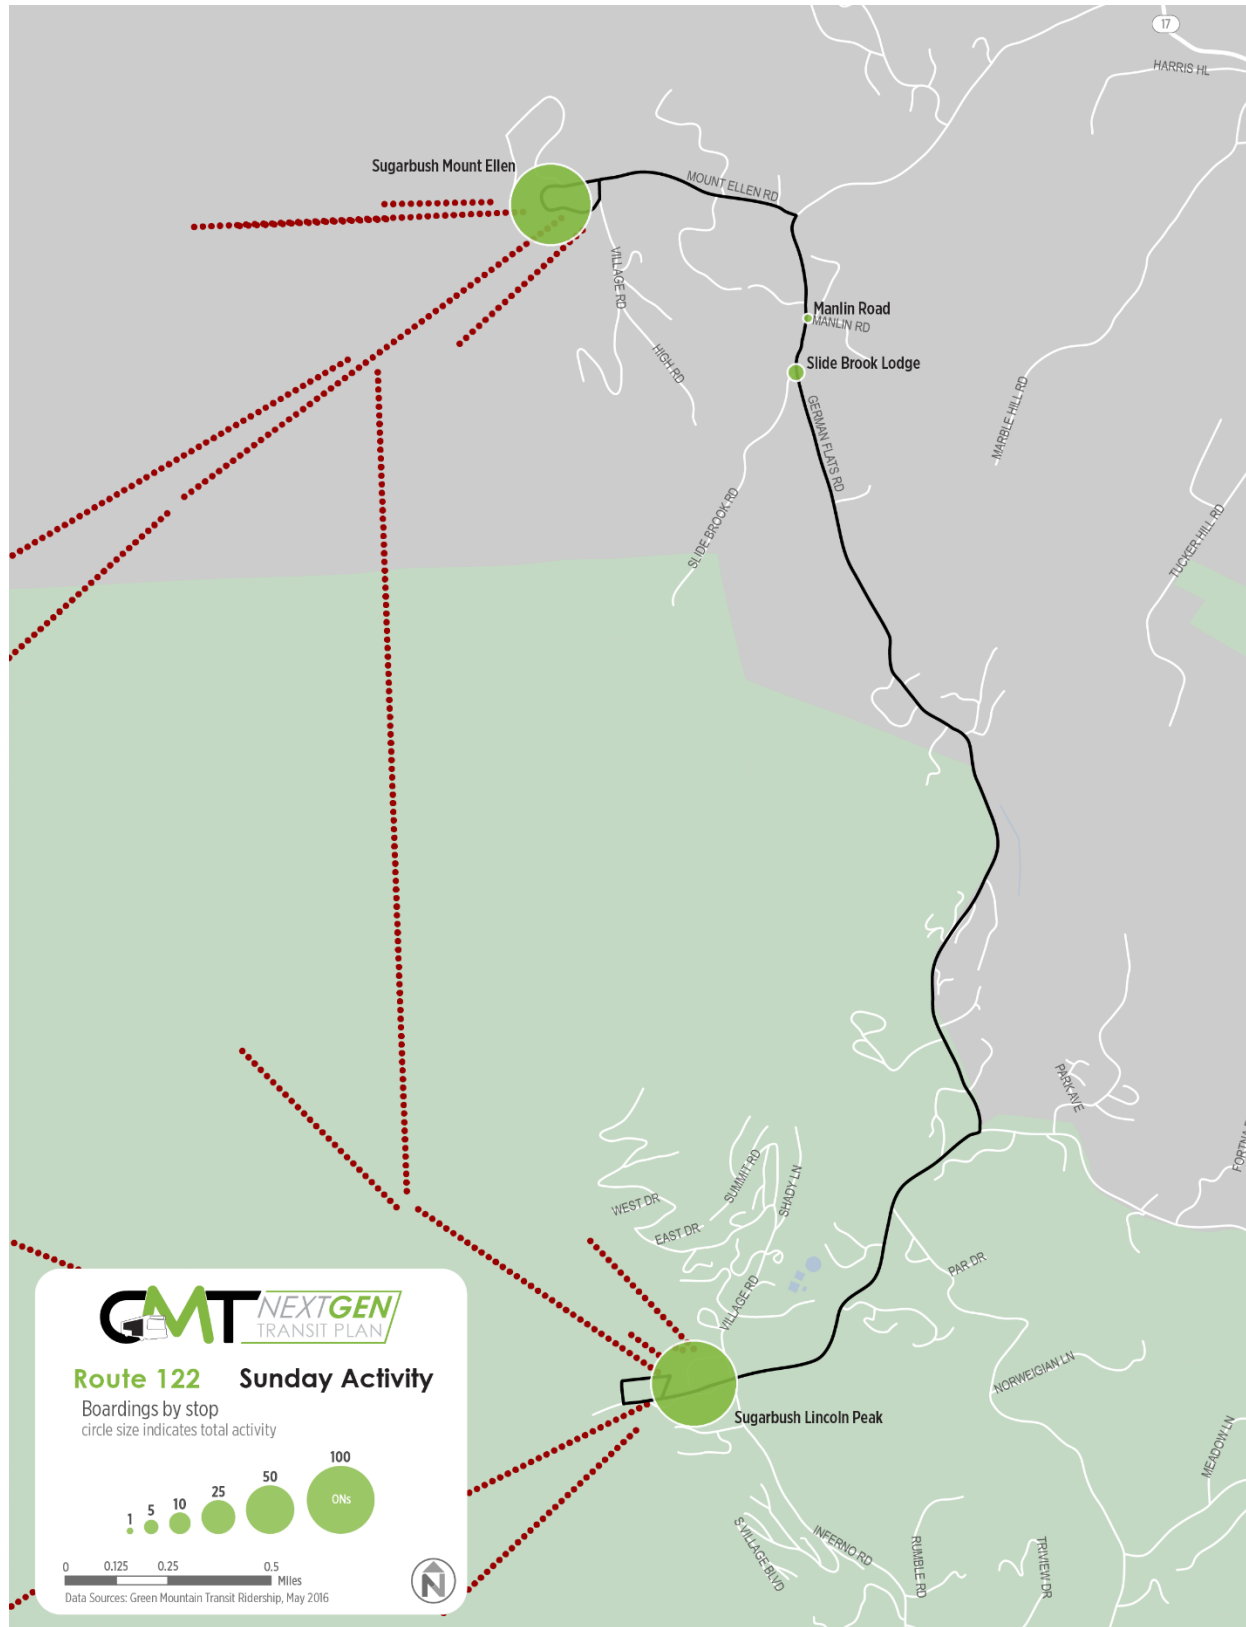 17
HARRIS HL
Sugarbush Mount Ellen
MOUNT ELLEN RD
VILLAGE RD
Manlin Road
MANLIN RD
HIGH RD
Slide Brook Lodge
GERMAN FLATS RD
MARBLE HILL RD
SLIDE BROOK RD
TUCKER HILL RD
PARK AVE
SUMMIT RD
SHADY LN
WEST DR
EAST DR
PAR DR
VILLAGE RD
NORWEIGIAN LN
Sugarbush Lincoln Peak
MEADOW LN
S VILLAGE BLVD
INFERNO RD
RUMBLE RD
TRIVIEW DR
GMT NEXTGEN
TRANSIT PLAN
Route 122 Sunday Activity
Boardings by stop
circle size indicates total activity
1 5 10 25 50 100
ONs
0 0.125 0.25 0.5
Miles
N
Data Sources: Green Mountain Transit Ridership, May 2016